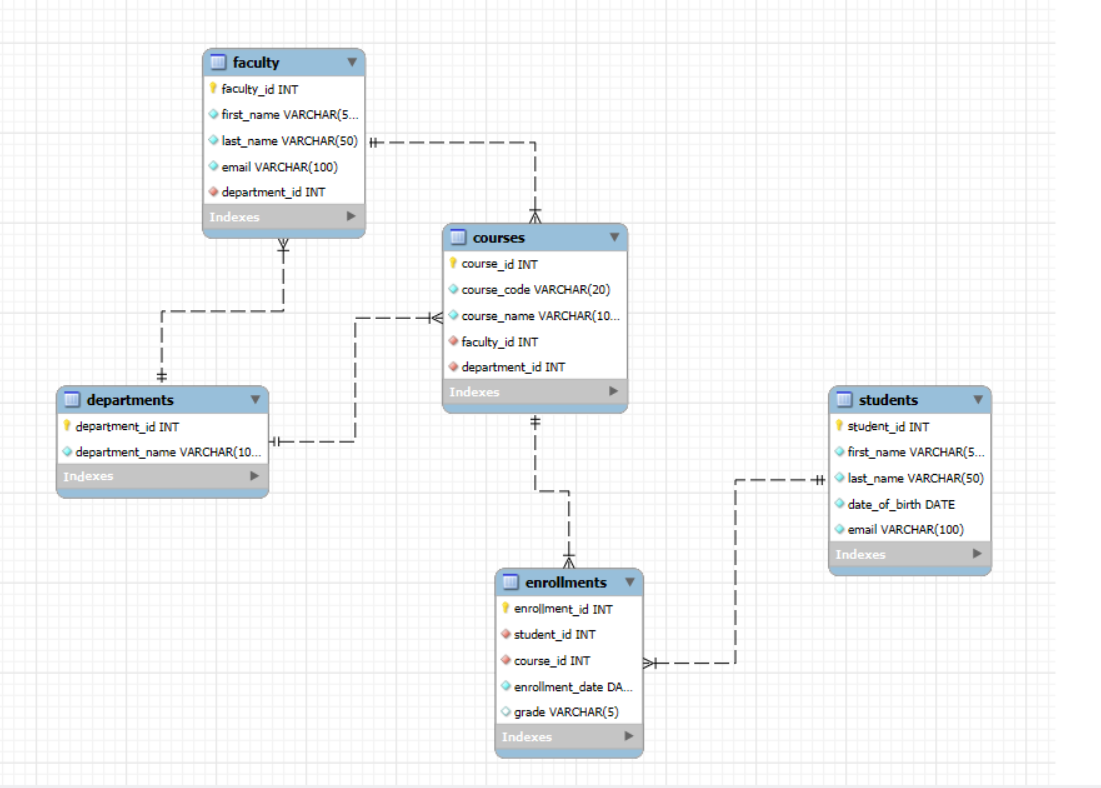 faculty
faculty_id INT
first_name VARCHAR(5...
last_name VARCHAR(50)
email VARCHAR(100)
department_id INT
Indexes
courses
course_id INT
course_code VARCHAR(20)
course_name VARCHAR(10...
faculty_id INT
department_id INT
Indexes
departments
department_id INT
department_name VARCHAR(10...
Indexes
students
student_id INT
first_name VARCHAR(5...
last_name VARCHAR(50)
date_of_birth DATE
email VARCHAR(100)
Indexes
enrollments
enrollment_id INT
student_id INT
course_id INT
enrollment_date DA...
grade VARCHAR(5)
Indexes